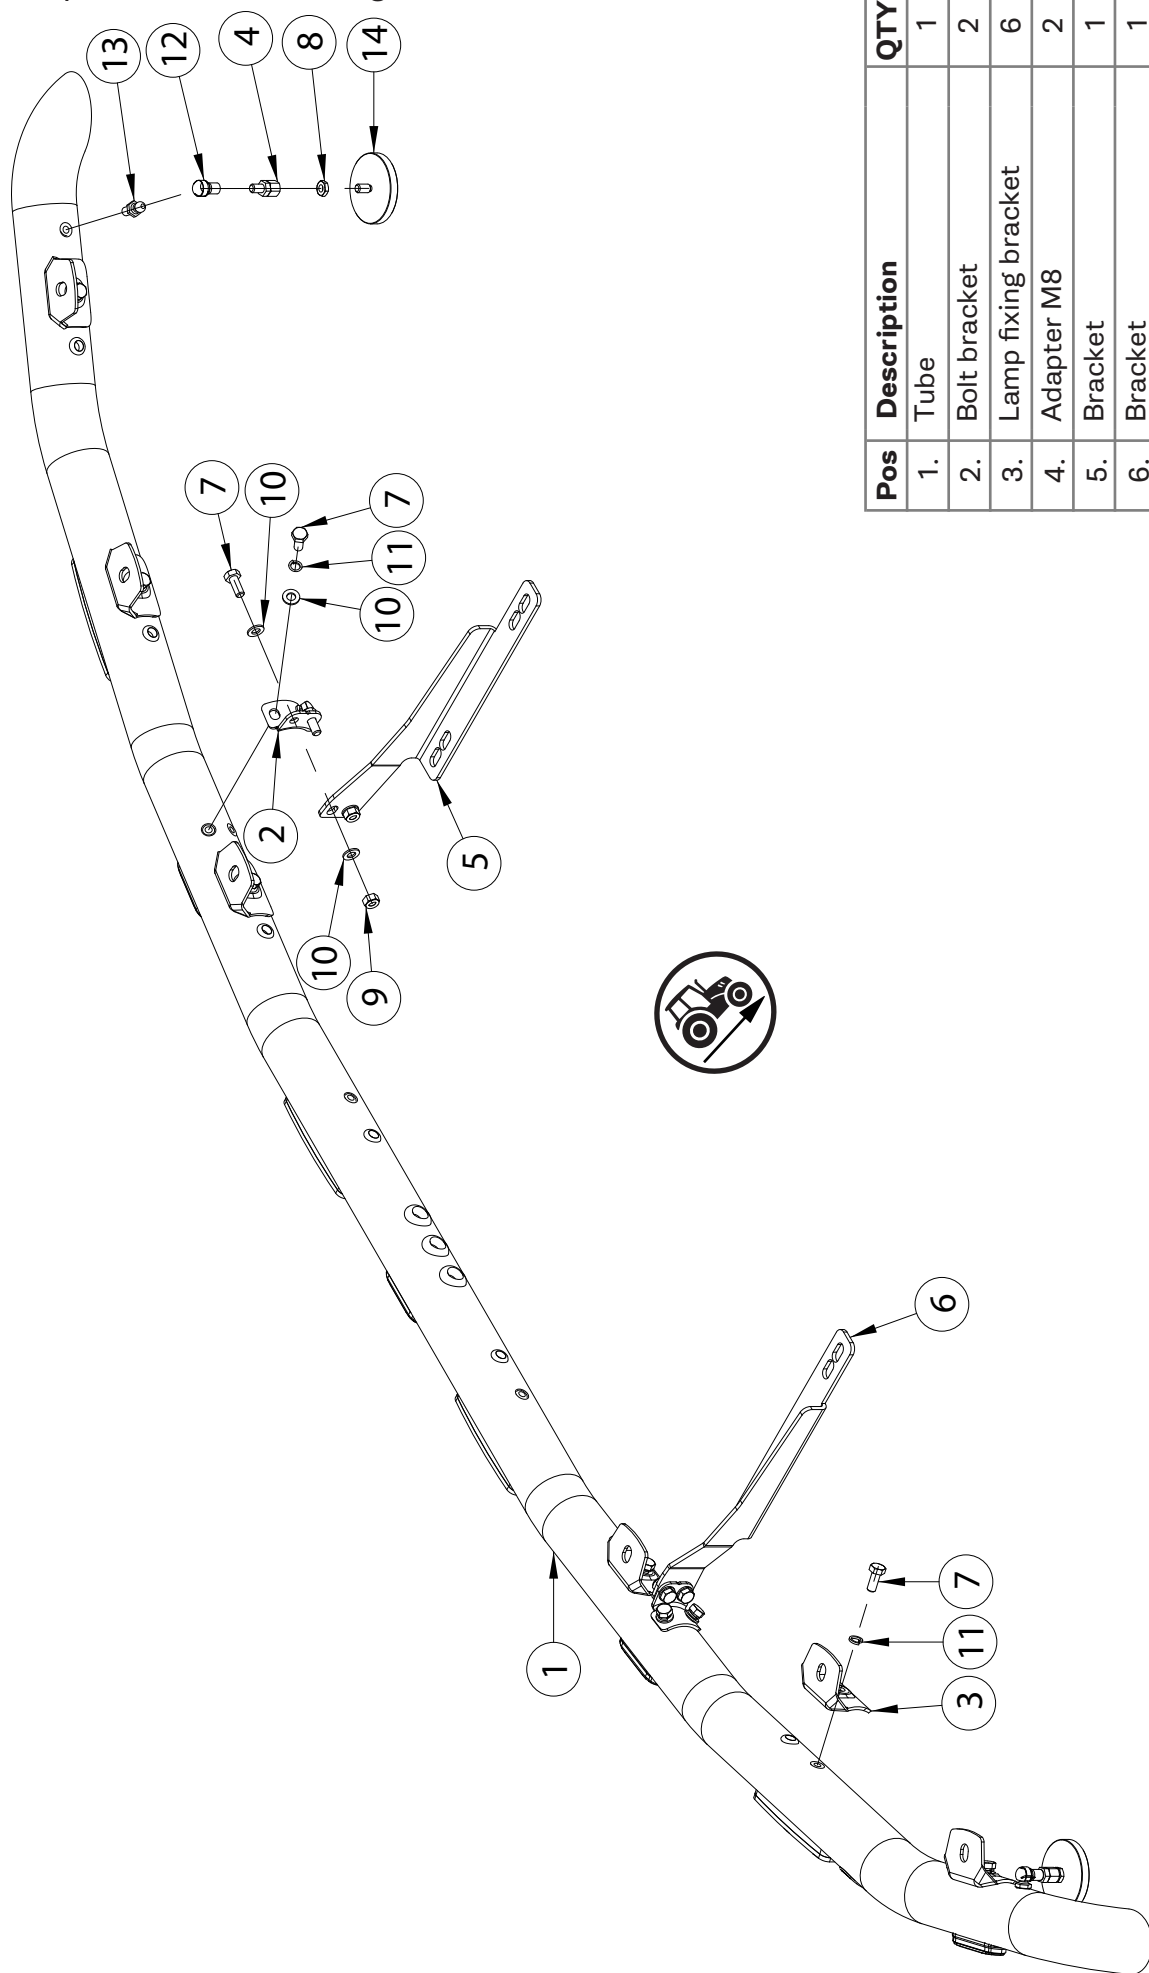 13
12
7
4
10
2
8
14
7
11
10
10
9
5
1
6
7
11
3
Pos Description QTY
1. Tube 1
2. Bolt bracket 2
3. Lamp fixing bracket 6
4. Adapter M8 2
5. Bracket 1
6. Bracket 1